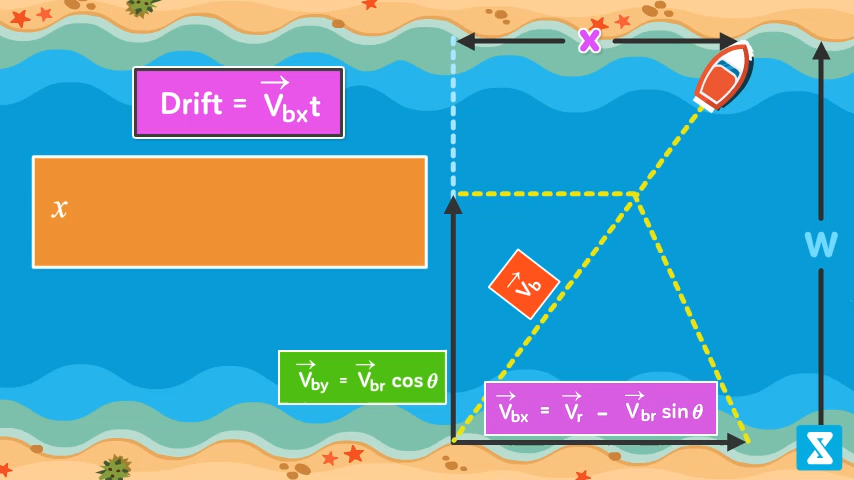 X
Drift = V⃗bxt
x
W
V⃗b
V⃗by = V⃗br cos θ
V⃗bx = V⃗r − V⃗br sin θ